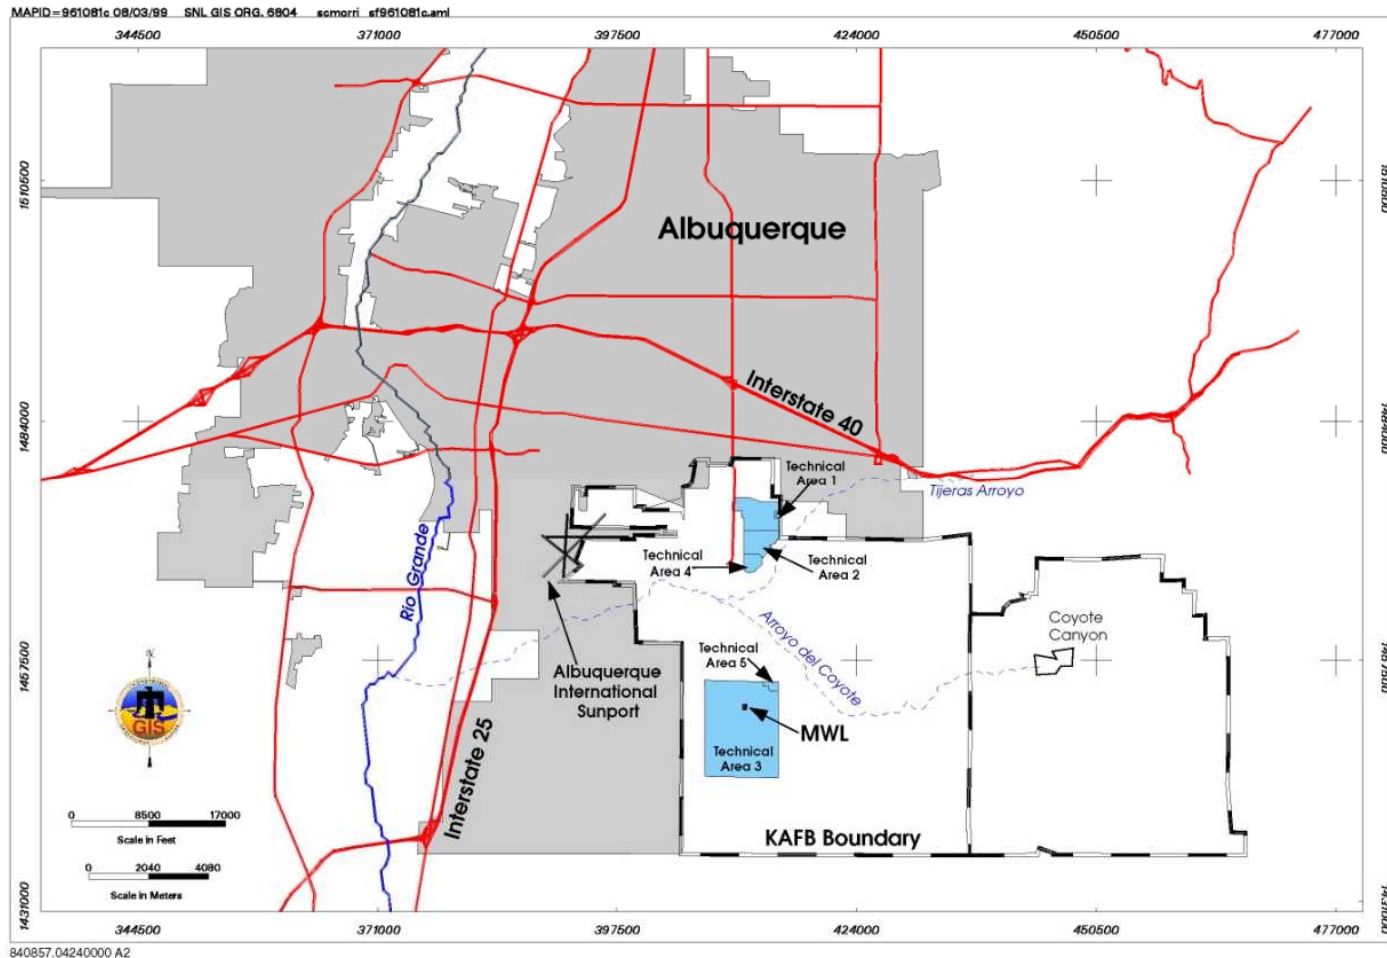 MAPID=961081c 08/03/99 SNL GIS ORG. 6804 scmorri sf961081c.aml
344500 371000 397500 424000 450500 477000
1510500
Albuquerque
Interstate 40
1484000
1484000
Technical
Area 1
Tijeras Arroyo
Rio Grande
Technical
Area 4
Technical
Area 2
Coyote
Canyon
Arroyo del Coyote
1457500
Technical
Area 5
Albuquerque
International
Sunport
GIS
Interstate 25
MWL
Technical
Area 3
0 8500 17000
Scale in Feet
KAFB Boundary
0 2040 4080
Scale in Meters
1431000
1431000
344500 371000 397500 424000 450500 477000
840857.04240000 A2